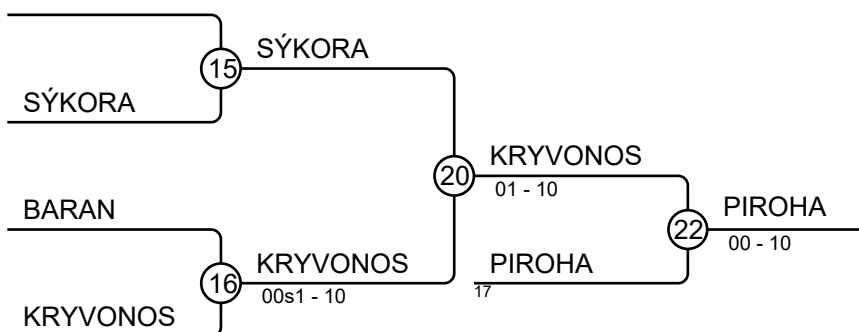 SÝKORA
15
SÝKORA
KRYVONOS
20
01 - 10
BARAN
PIROHA
22
00 - 10
KRYVONOS
16
00s1 - 10
PIROHA
17
KRYVONOS